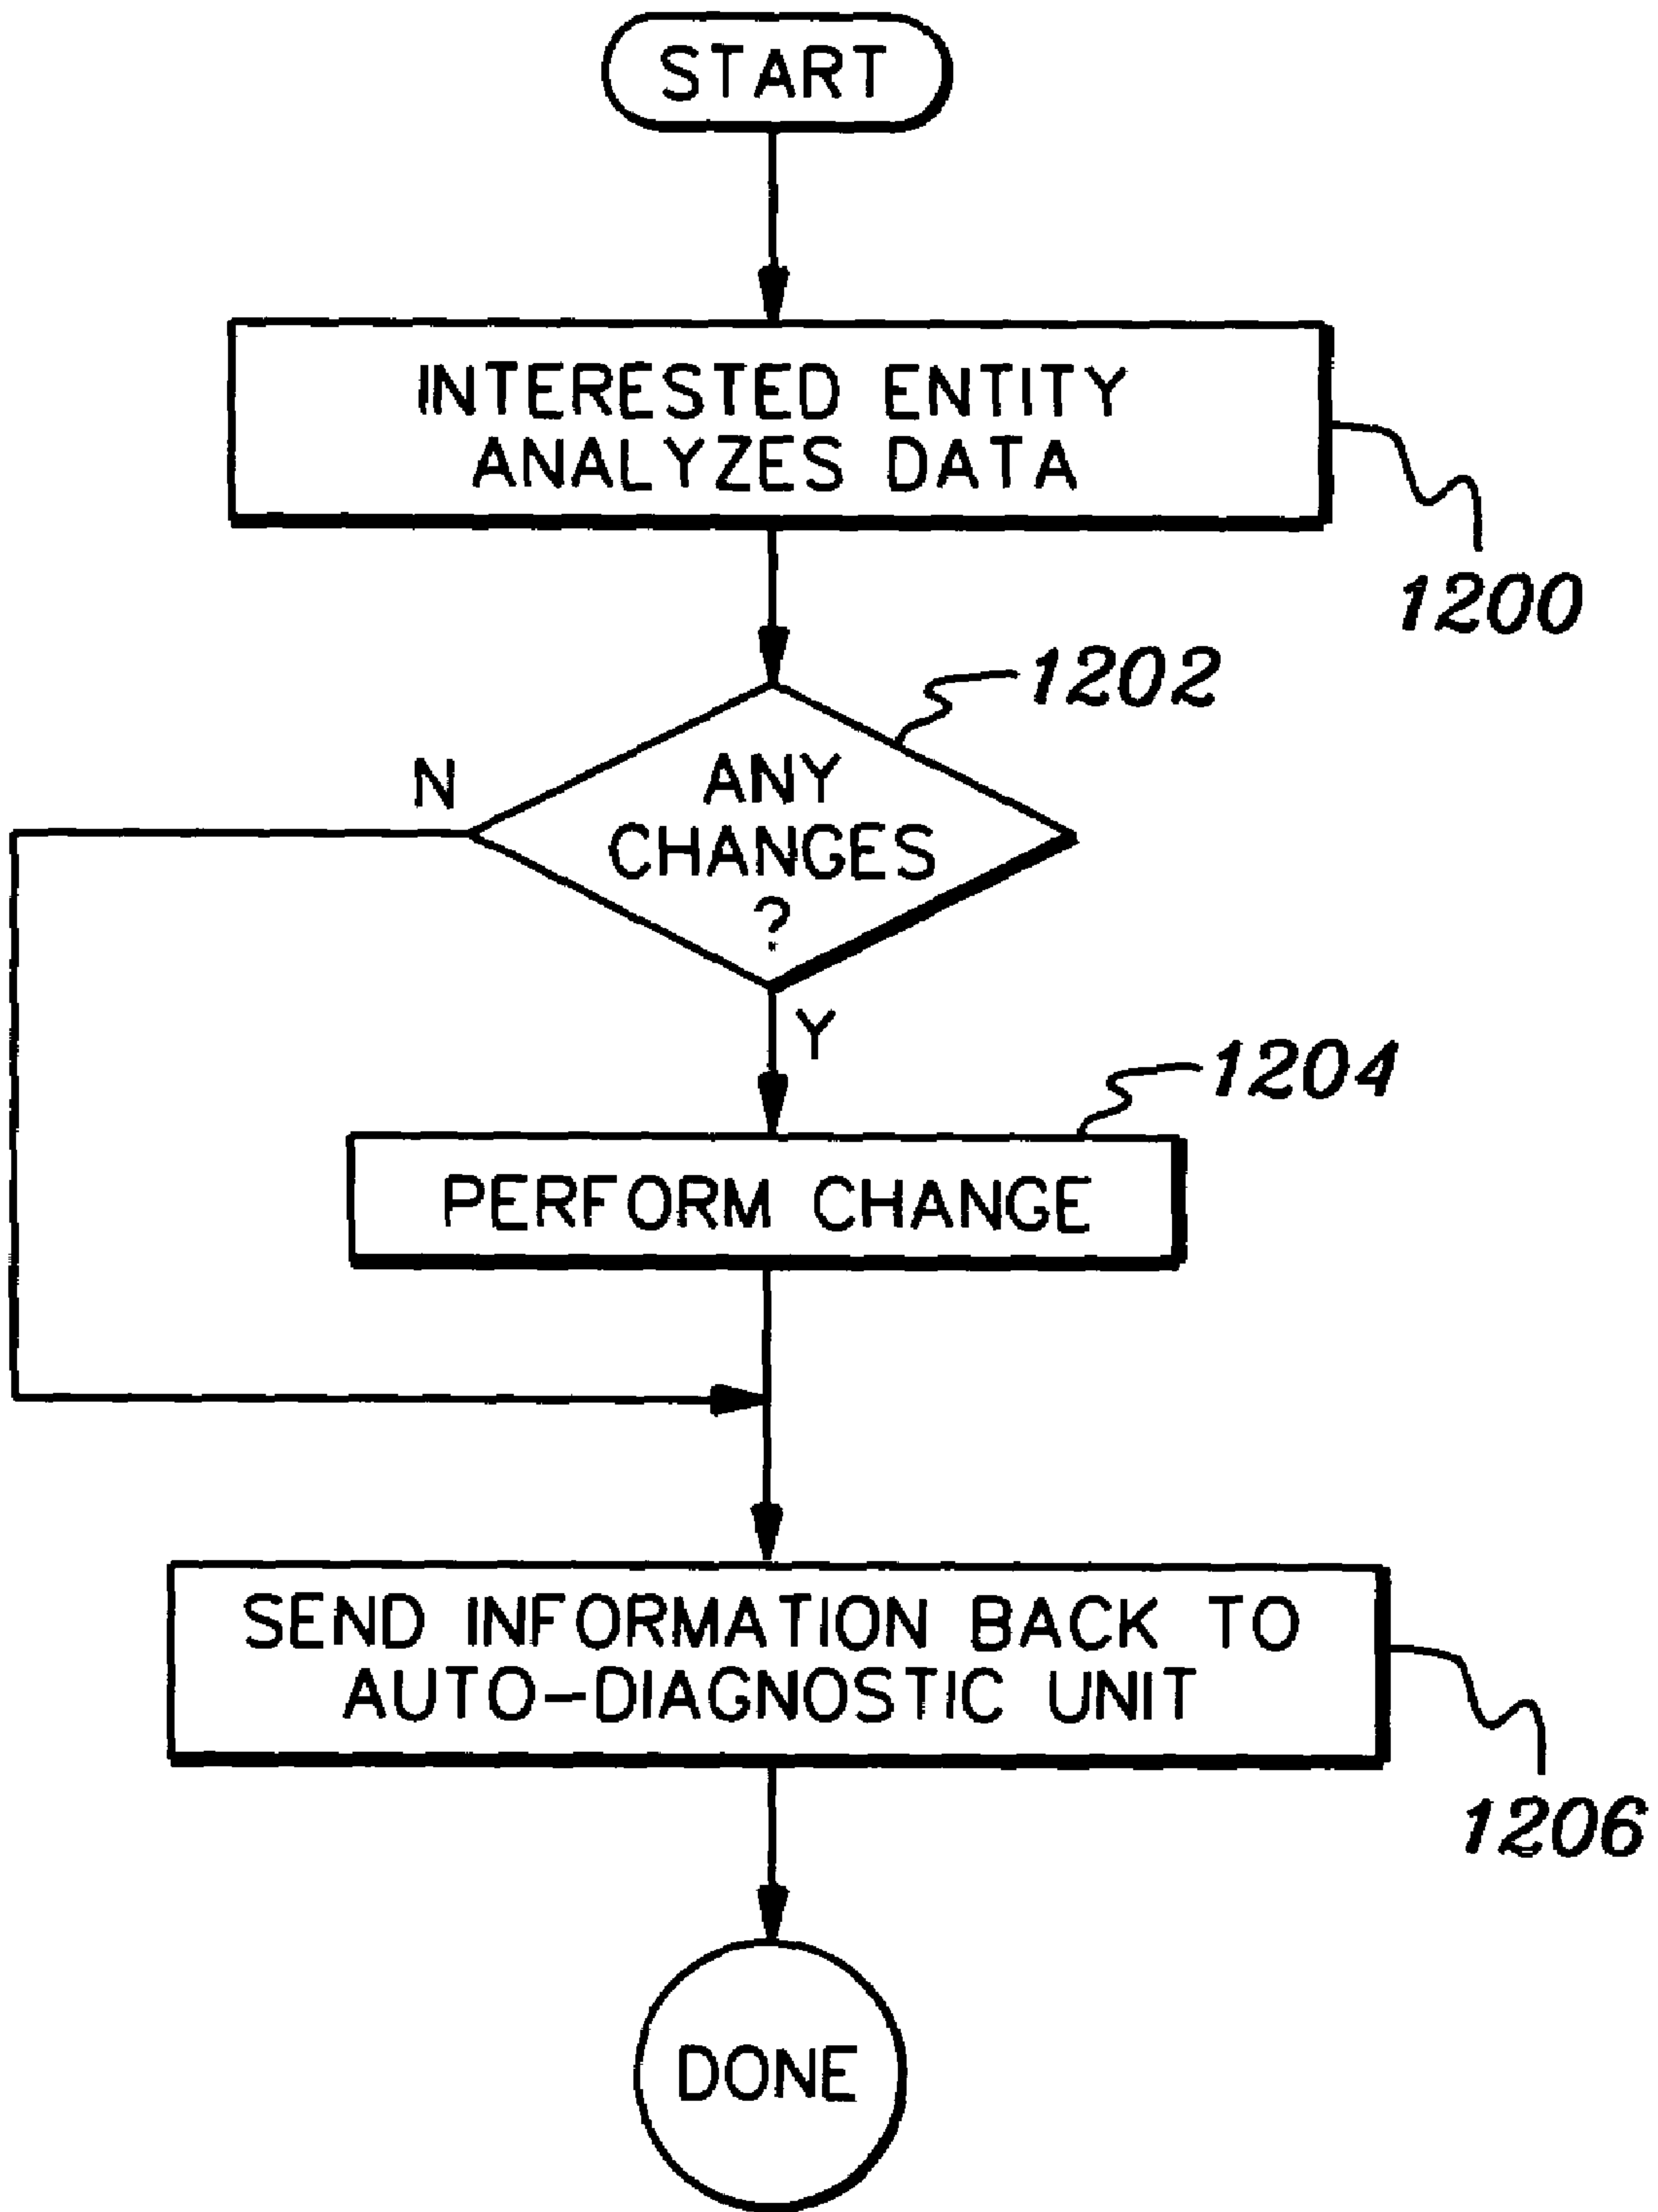 START
INTERESTED ENTITY
ANALYZES DATA
1200
1202
N
ANY
CHANGES
?
Y
1204
PERFORM CHANGE
SEND INFORMATION BACK TO
AUTO-DIAGNOSTIC UNIT
1206
DONE